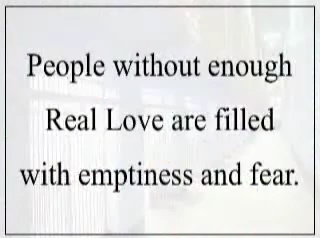 People without enough
Real Love are filled
with emptiness and fear.